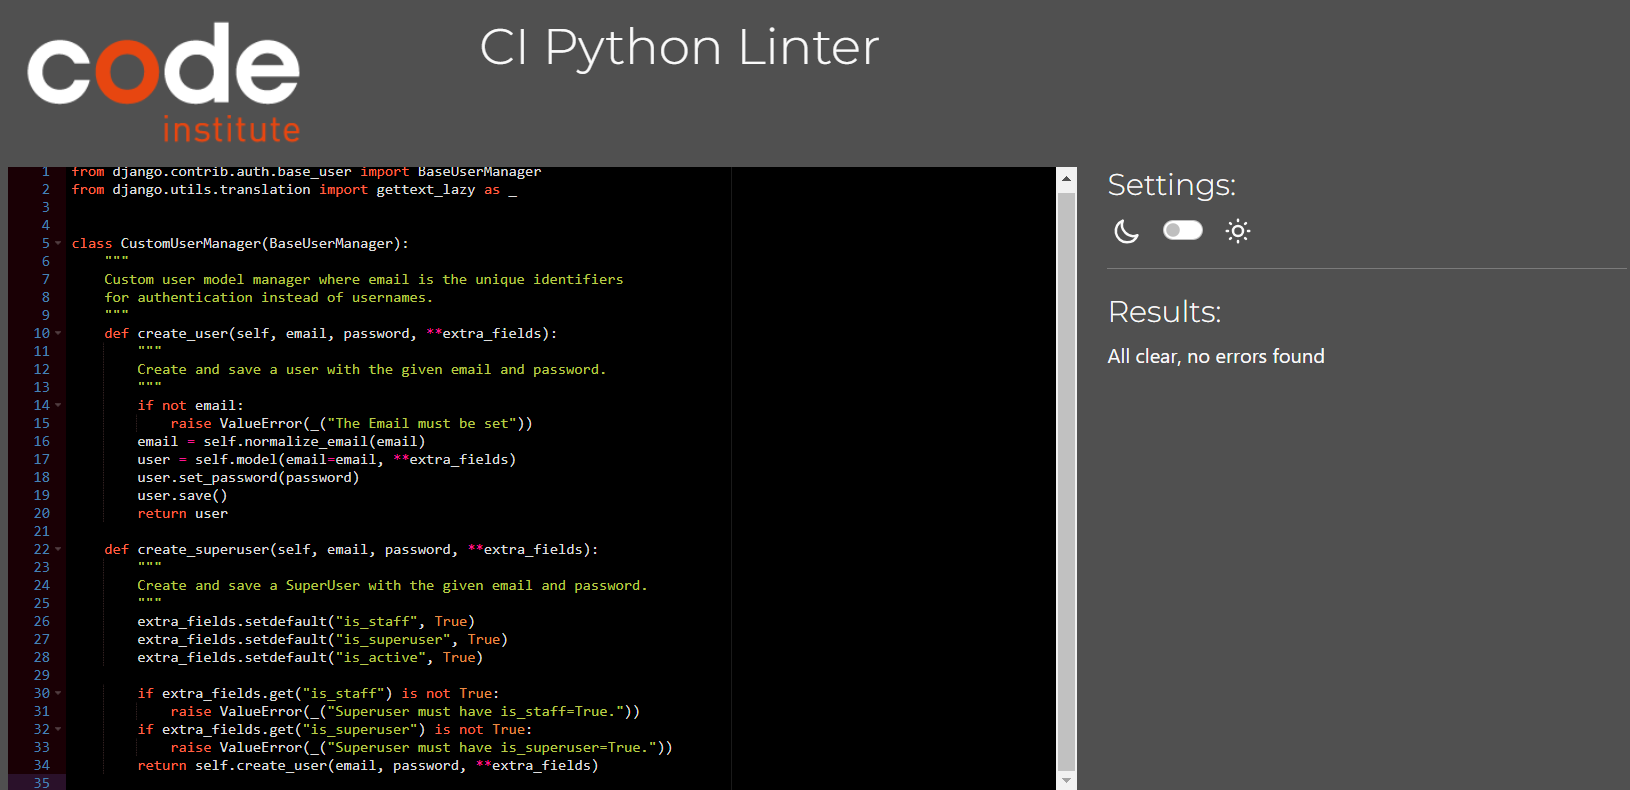 code
institute
CI Python Linter
1 from django.contrib.auth.base_user import BaseUserManager
2 from django.utils.translation import gettext_lazy as _
3
4
5 class CustomUserManager(BaseUserManager):
6     """
7     Custom user model manager where email is the unique identifiers
8     for authentication instead of usernames.
9     """
10     def create_user(self, email, password, **extra_fields):
11         """
12         Create and save a user with the given email and password.
13         """
14         if not email:
15             raise ValueError(_("The Email must be set"))
16         email = self.normalize_email(email)
17         user = self.model(email=email, **extra_fields)
18         user.set_password(password)
19         user.save()
20         return user
21
22     def create_superuser(self, email, password, **extra_fields):
23         """
24         Create and save a SuperUser with the given email and password.
25         """
26         extra_fields.setdefault("is_staff", True)
27         extra_fields.setdefault("is_superuser", True)
28         extra_fields.setdefault("is_active", True)
29
30         if extra_fields.get("is_staff") is not True:
31             raise ValueError(_("Superuser must have is_staff=True."))
32         if extra_fields.get("is_superuser") is not True:
33             raise ValueError(_("Superuser must have is_superuser=True."))
34         return self.create_user(email, password, **extra_fields)
35
Settings:
Results:
All clear, no errors found